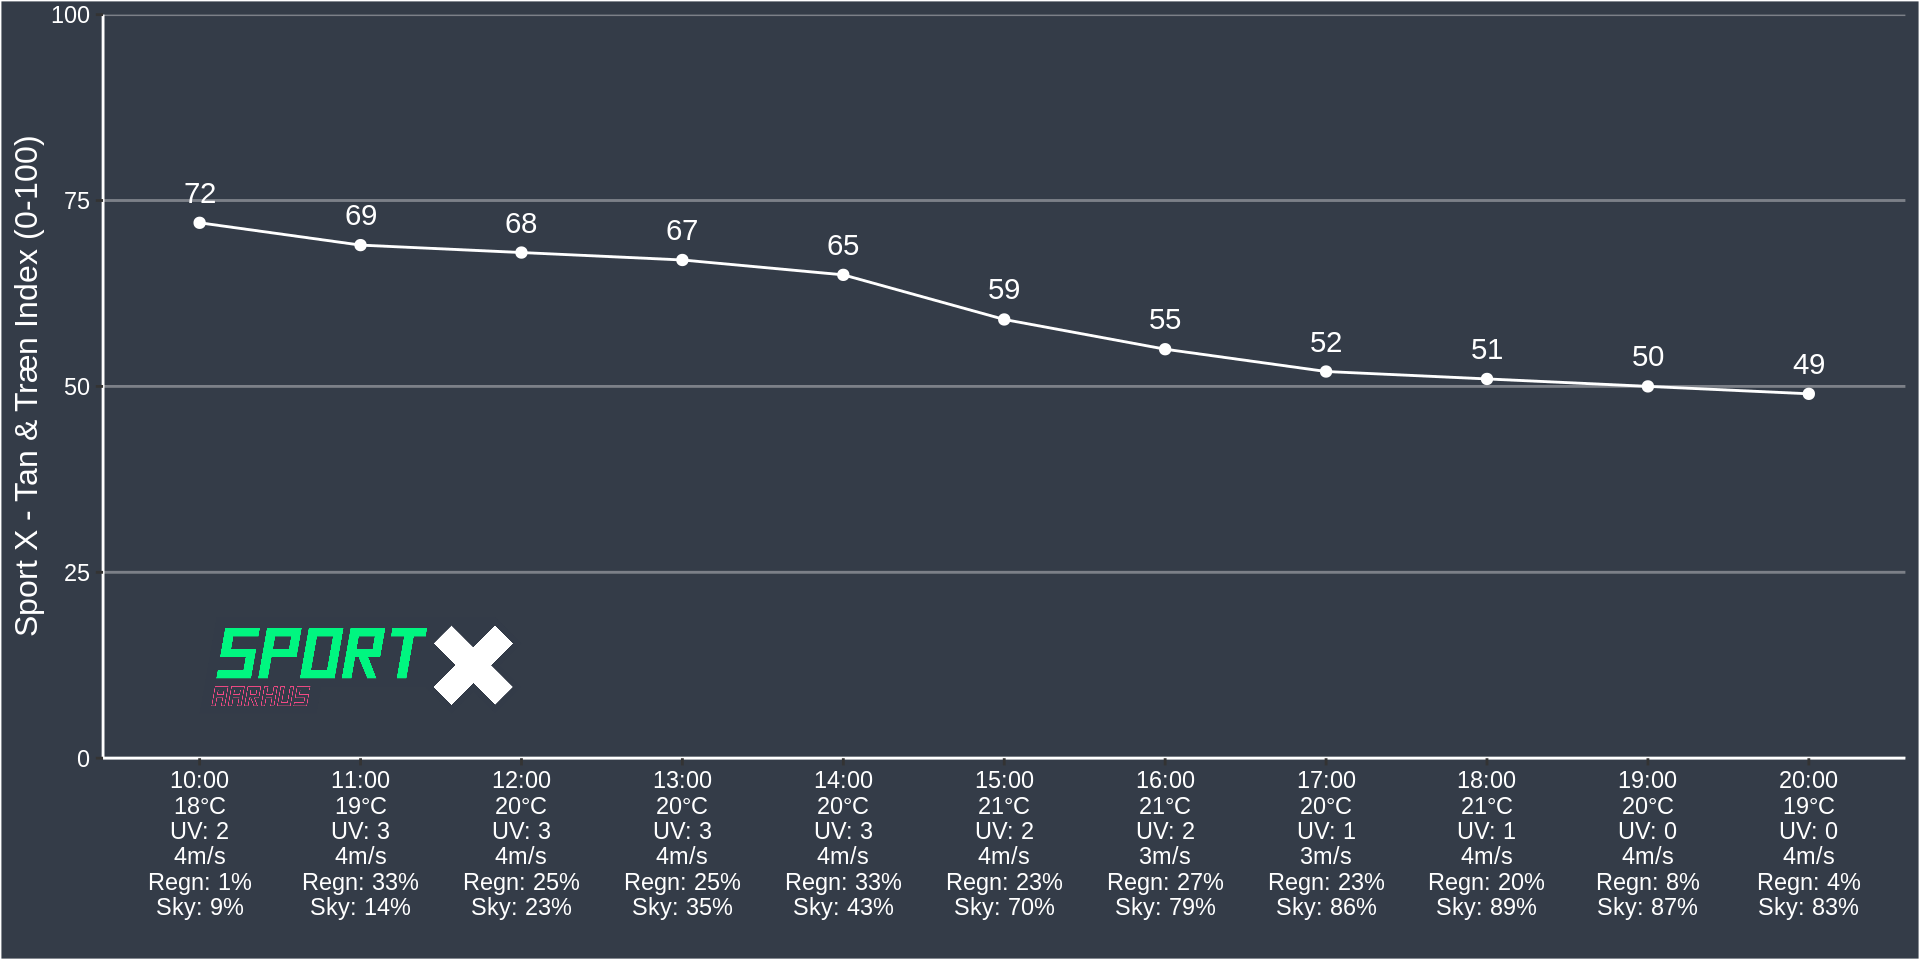 Sport X - Tan & Træn Index (0-100)
100
75
50
25
0
72 69 68 67 65 59 55 52 51 50 49
SPORT X
AARHUS
10:00 11:00 12:00 13:00 14:00 15:00 16:00 17:00 18:00 19:00 20:00
18°C 19°C 20°C 20°C 20°C 21°C 21°C 20°C 21°C 20°C 19°C
UV: 2 UV: 3 UV: 3 UV: 3 UV: 3 UV: 2 UV: 2 UV: 1 UV: 1 UV: 0 UV: 0
4m/s 4m/s 4m/s 4m/s 4m/s 4m/s 3m/s 3m/s 4m/s 4m/s 4m/s
Regn: 1% Regn: 33% Regn: 25% Regn: 25% Regn: 33% Regn: 23% Regn: 27% Regn: 23% Regn: 20% Regn: 8% Regn: 4%
Sky: 9% Sky: 14% Sky: 23% Sky: 35% Sky: 43% Sky: 70% Sky: 79% Sky: 86% Sky: 89% Sky: 87% Sky: 83%